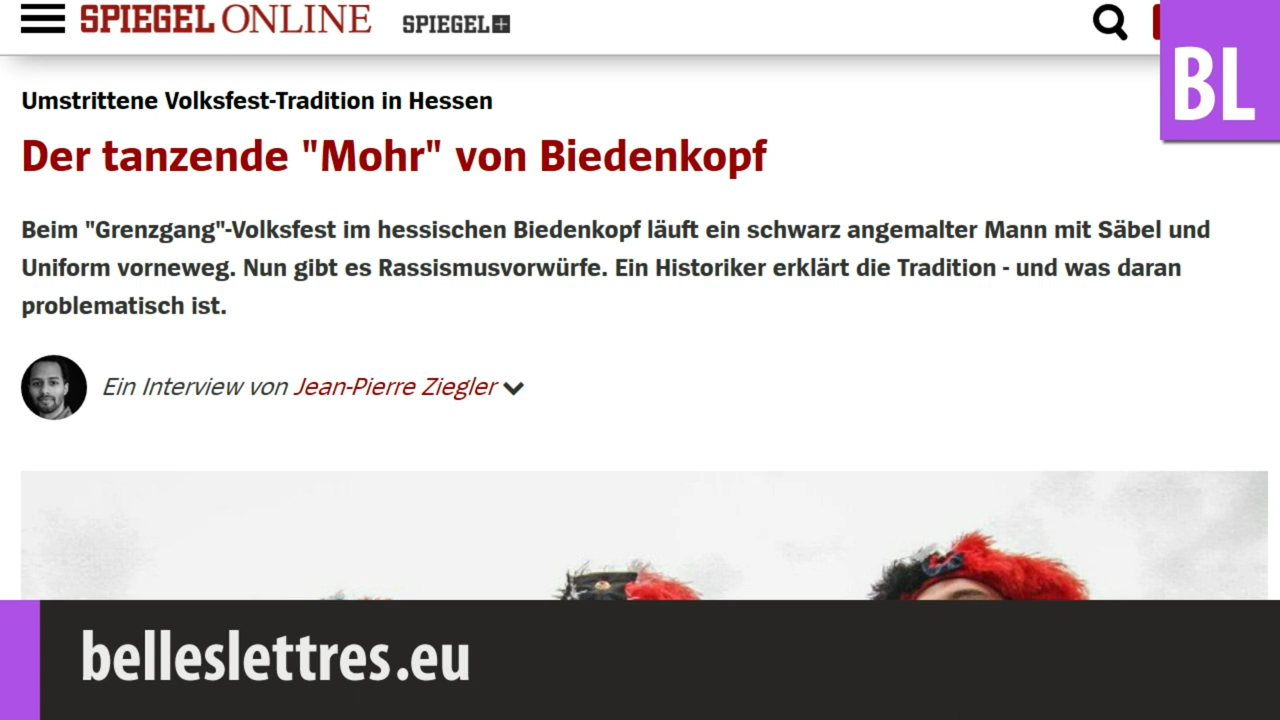 SPIEGEL ONLINE SPIEGEL+
BL
Umstrittene Volksfest-Tradition in Hessen
Der tanzende "Mohr" von Biedenkopf
Beim "Grenzgang"-Volksfest im hessischen Biedenkopf läuft ein schwarz angemalter Mann mit Säbel und
Uniform vorneweg. Nun gibt es Rassismusvorwürfe. Ein Historiker erklärt die Tradition - und was daran
problematisch ist.
Ein Interview von Jean-Pierre Ziegler
belleslettres.eu